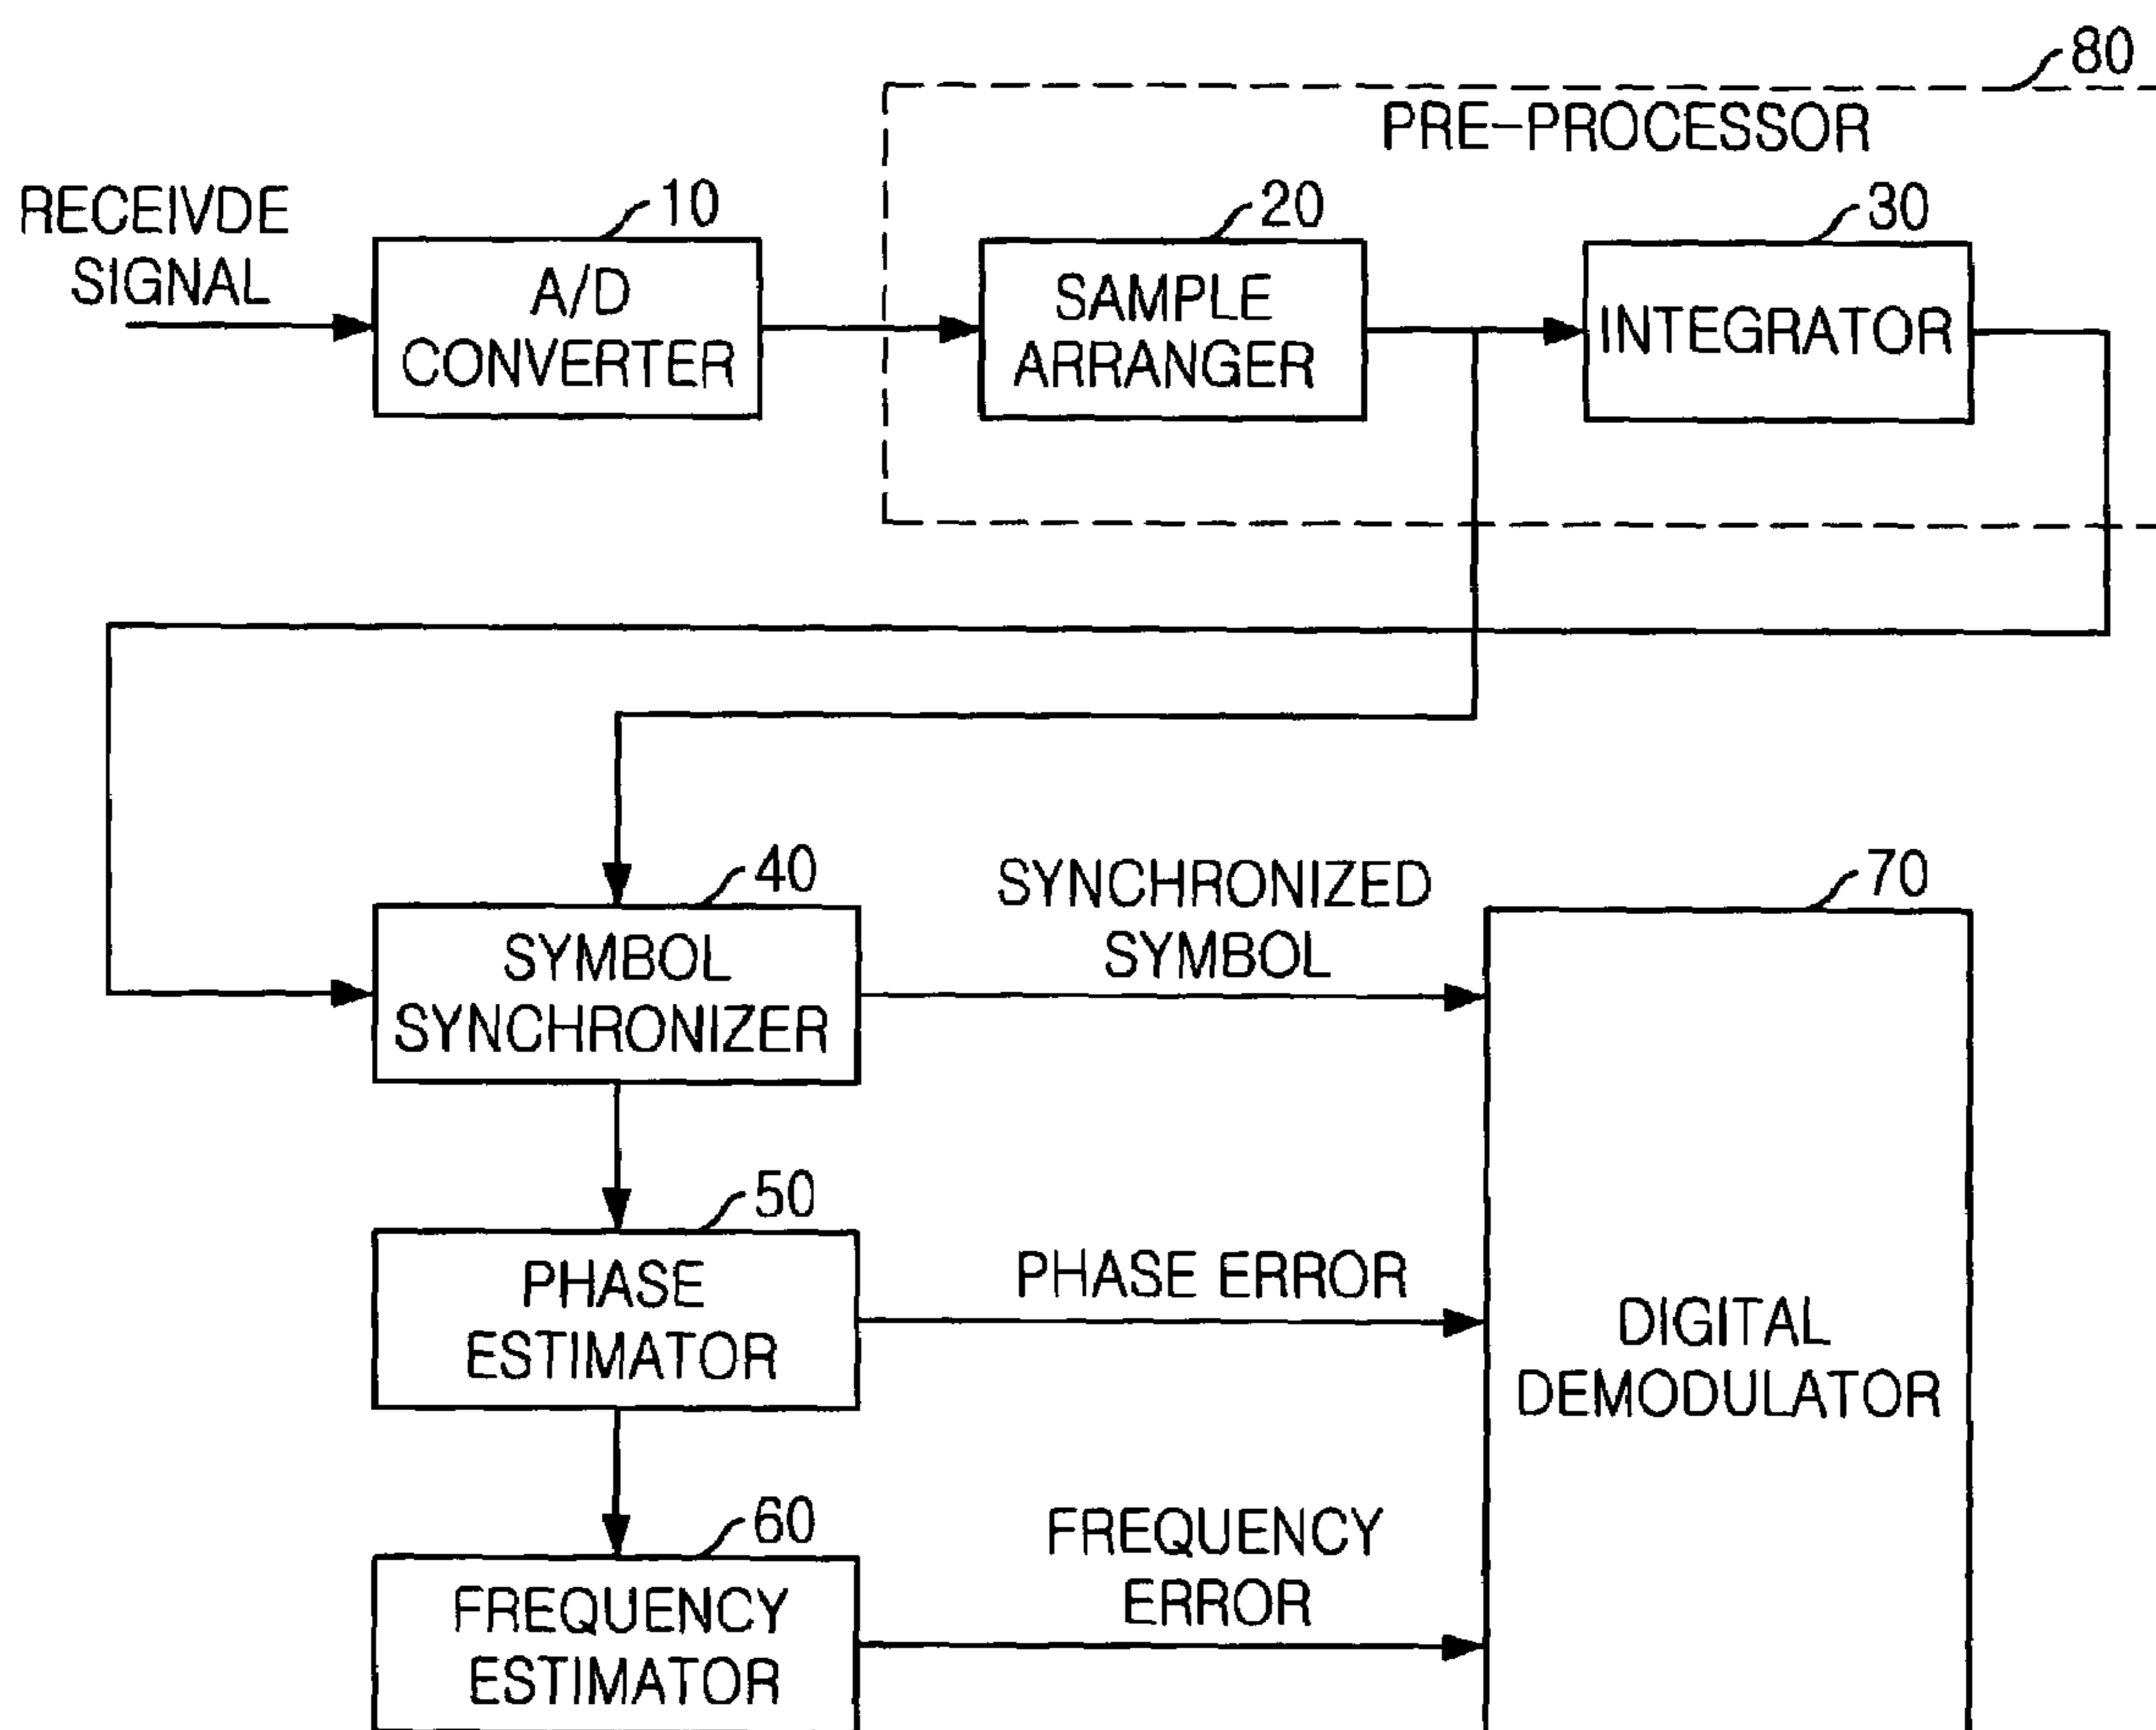 80
PRE-PROCESSOR
RECEIVDE
SIGNAL
10
A/D
CONVERTER
20
SAMPLE
ARRANGER
30
INTEGRATOR
40
SYMBOL
SYNCHRONIZER
SYNCHRONIZED
SYMBOL
70
DIGITAL
DEMODULATOR
50
PHASE
ESTIMATOR
PHASE ERROR
60
FREQUENCY
ESTIMATOR
FREQUENCY
ERROR